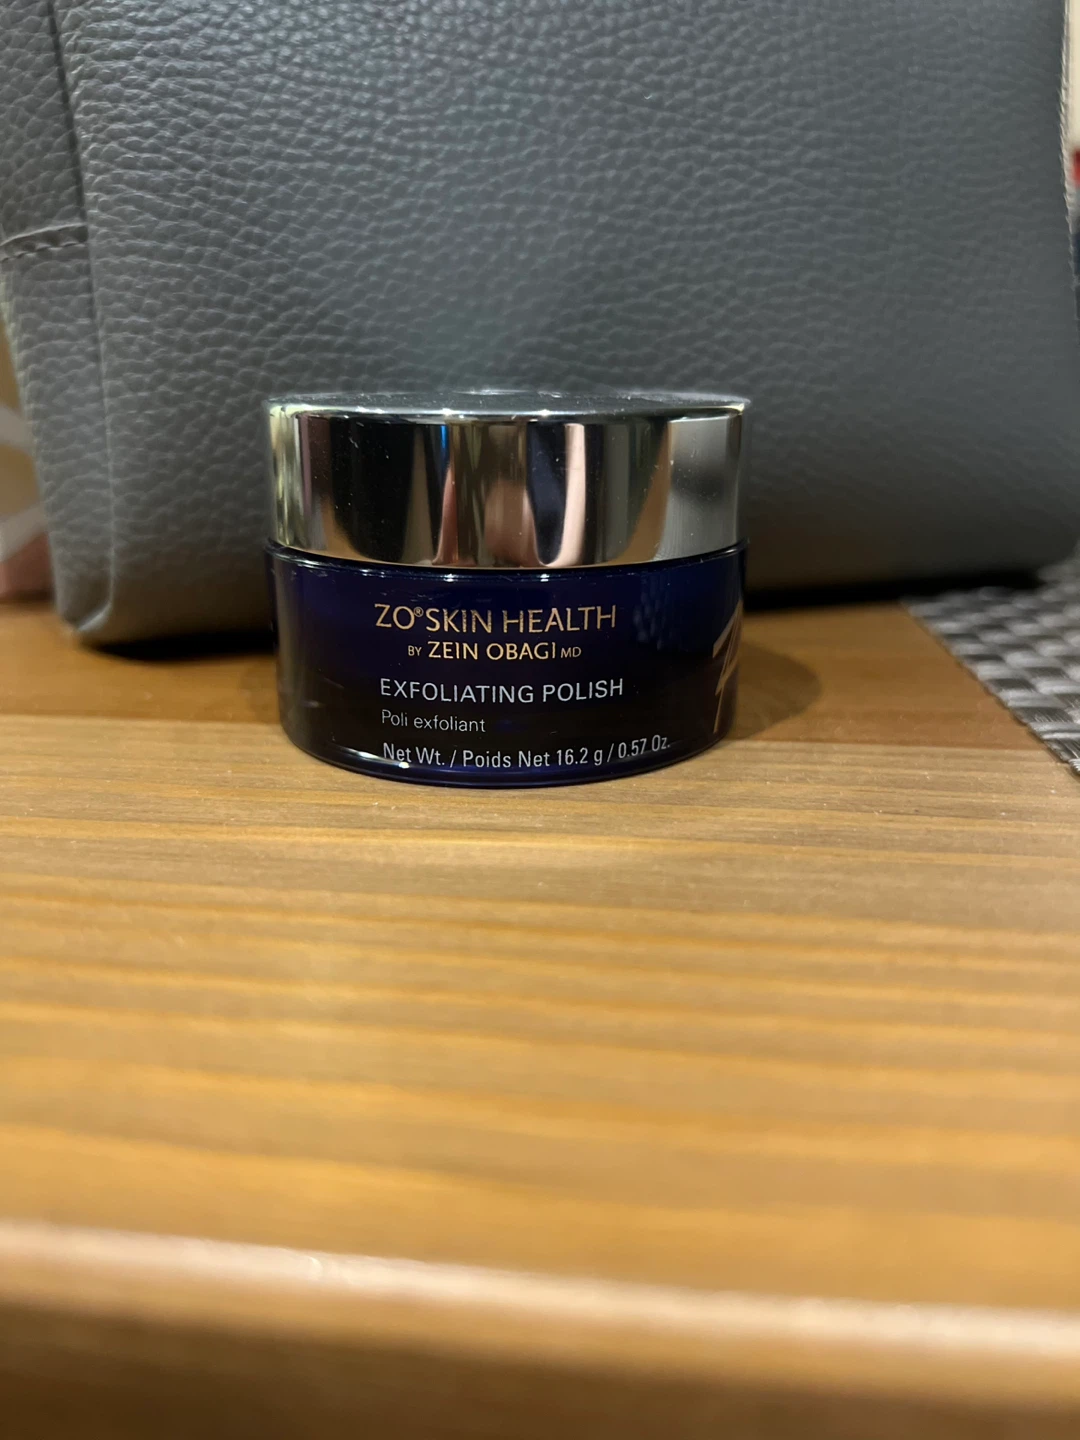 ZO® SKIN HEALTH
BY ZEIN OBAGI MD
EXFOLIATING POLISH
Poli exfoliant
Net Wt. / Poids Net 16.2 g / 0.57 Oz.